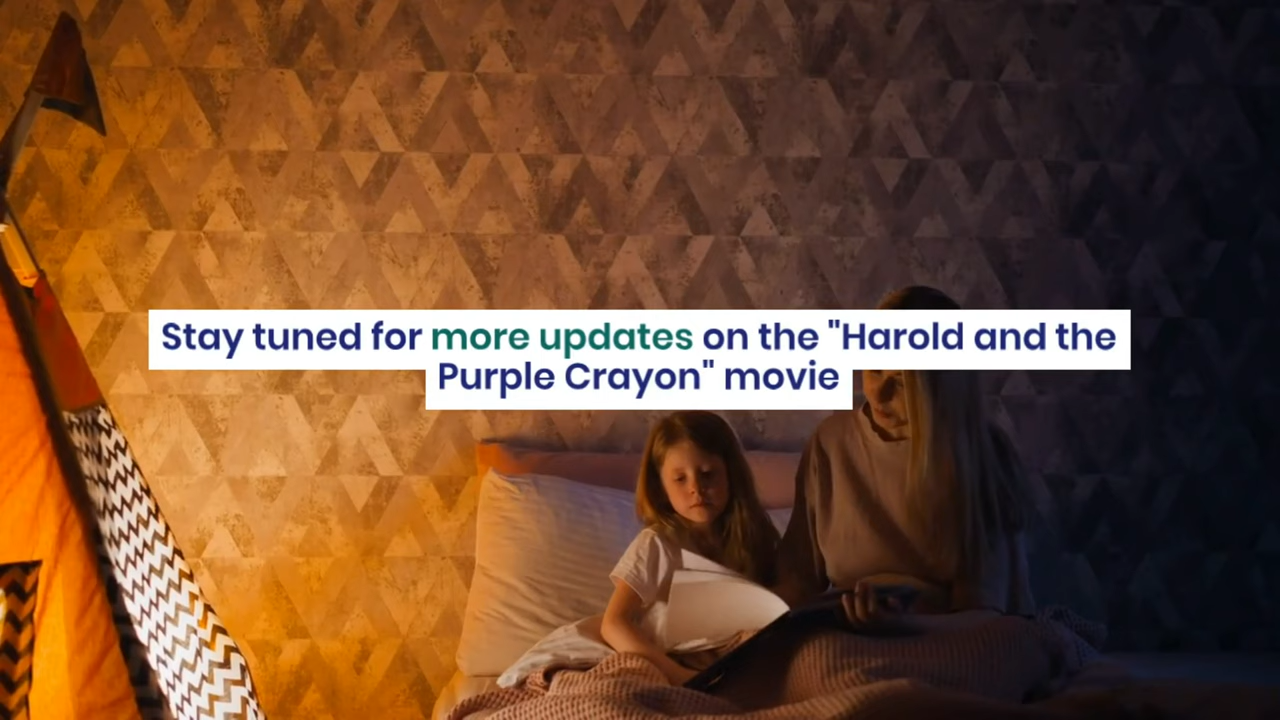 Stay tuned for more updates on the "Harold and the
Purple Crayon" movie